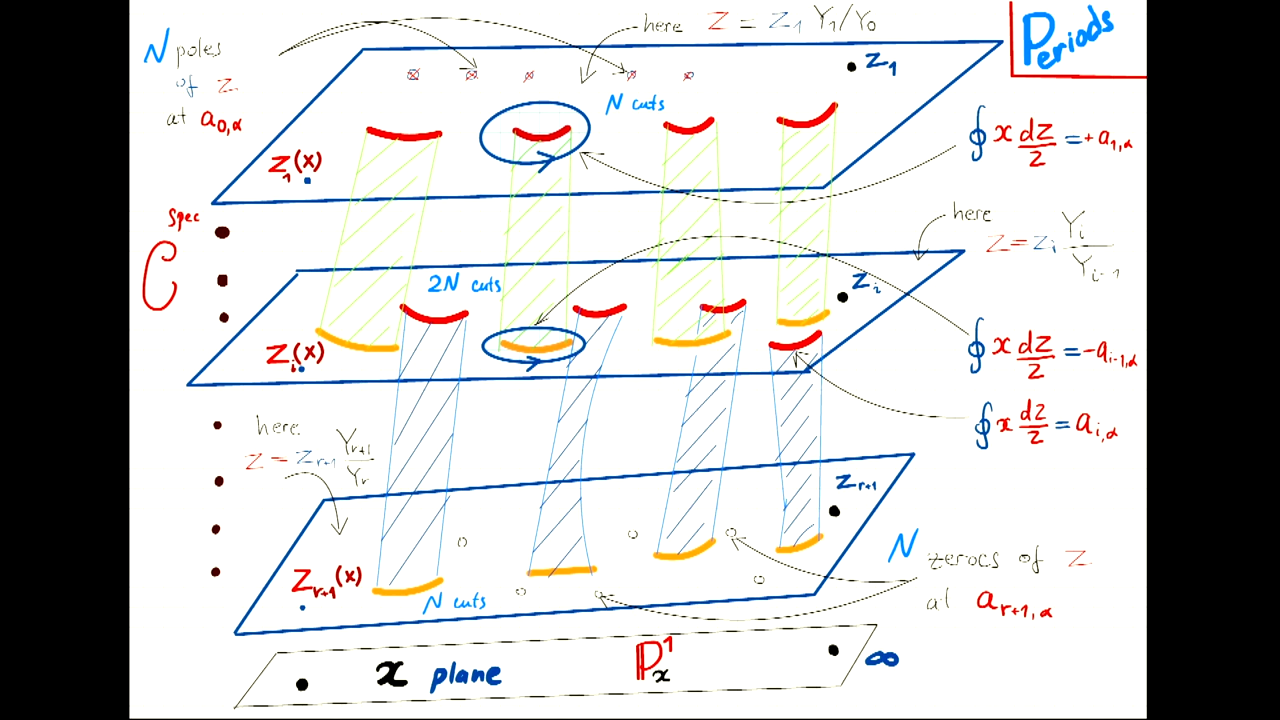 Periods
here Z = Z₁ Y₁/Y₀
N poles
of Z
at a₀,α
z₁
N cuts
Z₁(x)
∮ x dZ/Z = +a₁,α
Spec
C
here
Z = Zᵢ Yᵢ/Yᵢ₋₁
2N cuts
zᵢ
Zᵢ(x)
∮ x dZ/Z = -aᵢ₋₁,α
∮ x dZ/Z = aᵢ,α
here
Z = Zᵣ₊₁ Yᵣ₊₁/Yᵣ
zᵣ₊₁
Zᵣ₊₁(x)
N cuts
N zeroes of Z
at aᵣ₊₁,α
x plane ℙ¹ₓ ∞